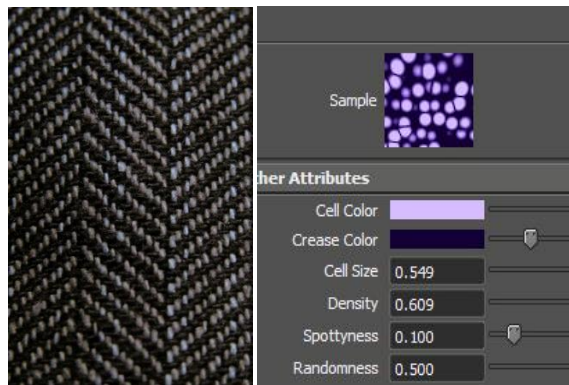 Sample
her Attributes
Cell Color
Crease Color
Cell Size 0.549
Density 0.609
Spottyness 0.100
Randomness 0.500